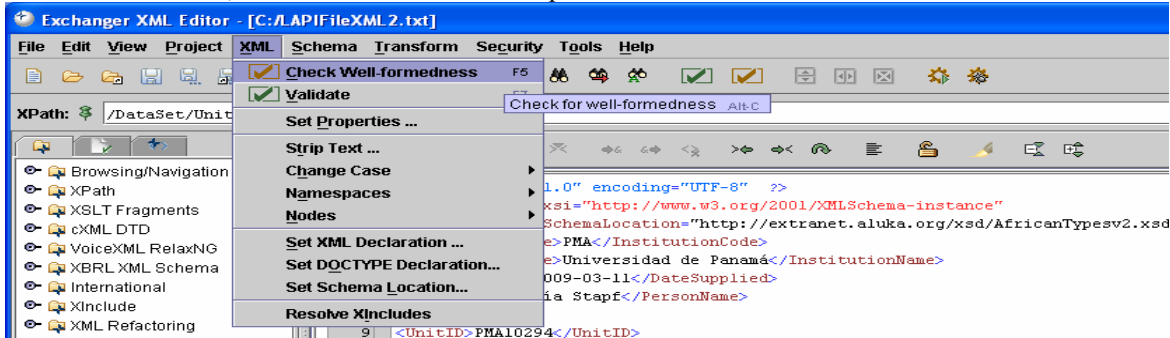 Exchanger XML Editor - [C:/LAPIFileXML2.txt]
File Edit View Project XML Schema Transform Security Tools Help
Check Well-formedness F5
Validate
Check for well-formedness Alt-C
XPath: /DataSet/Unit
Set Properties ...
Strip Text ...
Change Case
Namespaces
Nodes
Set XML Declaration ...
Set DOCTYPE Declaration...
Set Schema Location...
Resolve XIncludes
Browsing/Navigation
XPath
XSLT Fragments
cXML DTD
VoiceXML RelaxNG
XBRL XML Schema
International
XInclude
XML Refactoring
1.0" encoding="UTF-8" ?>
xsi="http://www.w3.org/2001/XMLSchema-instance"
SchemaLocation="http://extranet.aluka.org/xsd/AfricanTypesv2.xsd
e>PMA</InstitutionCode>
e>Universidad de Panamá</InstitutionName>
009-03-11</DateSupplied>
ía Stapf</PersonName>
9 <UnitID>PMA10294</UnitID>